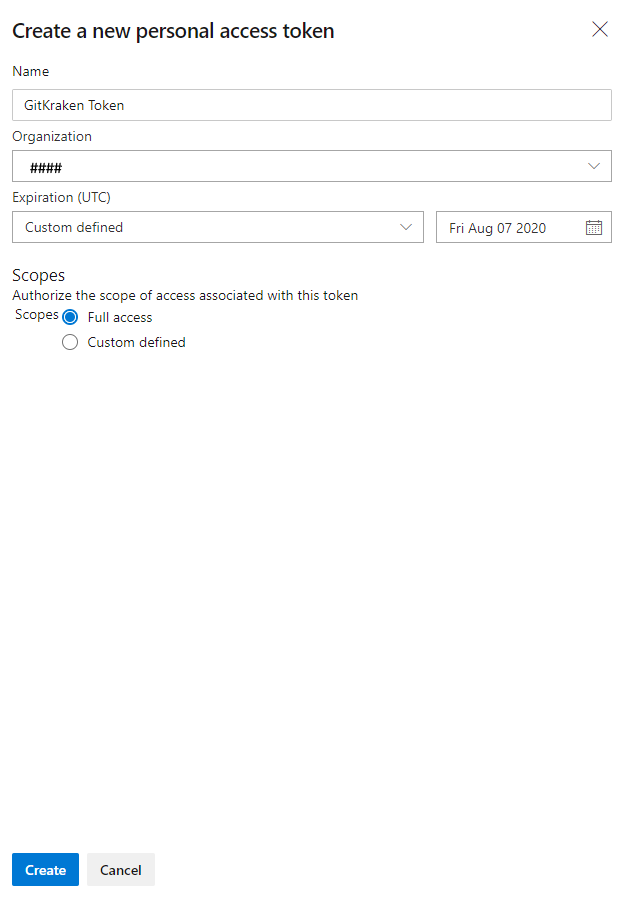 Create a new personal access token
Name
GitKraken Token
Organization
####
Expiration (UTC)
Custom defined
Fri Aug 07 2020
Scopes
Authorize the scope of access associated with this token
Scopes
Full access
Custom defined
Create
Cancel